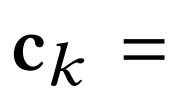 c_k =